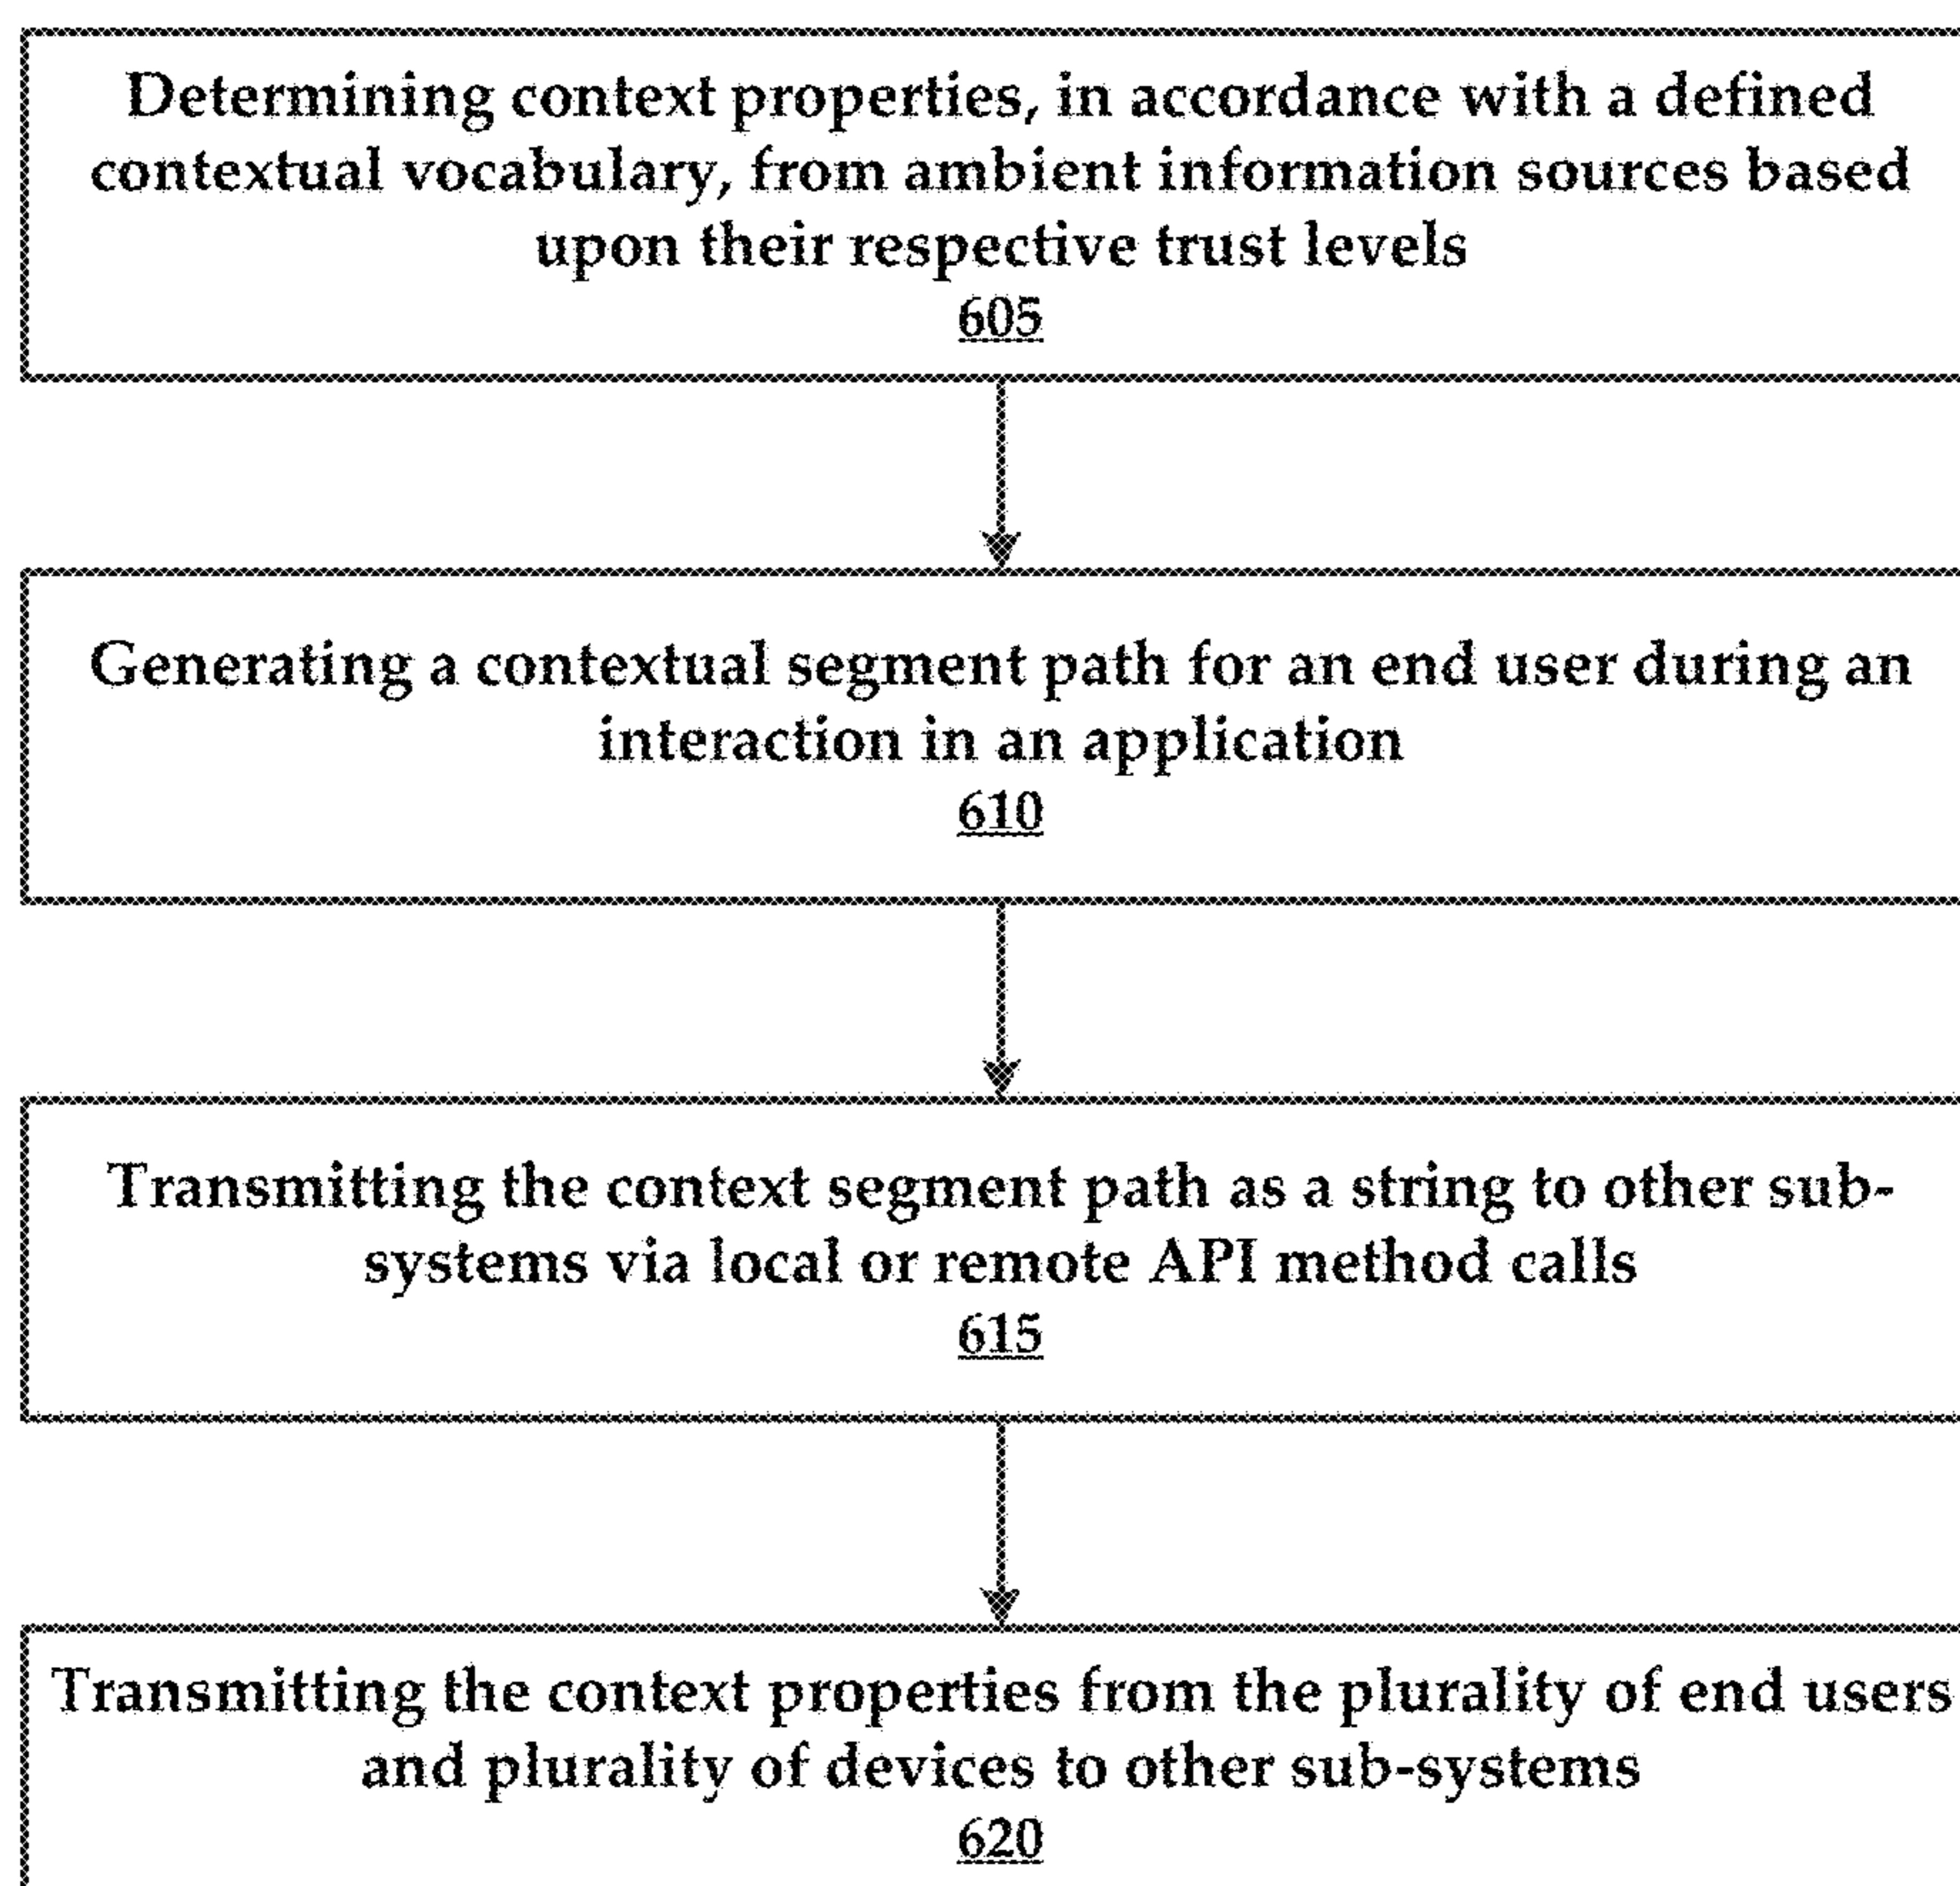 Determining context properties, in accordance with a defined
contextual vocabulary, from ambient information sources based
upon their respective trust levels
605
Generating a contextual segment path for an end user during an
interaction in an application
610
Transmitting the context segment path as a string to other sub-
systems via local or remote API method calls
615
Transmitting the context properties from the plurality of end users
and plurality of devices to other sub-systems
620